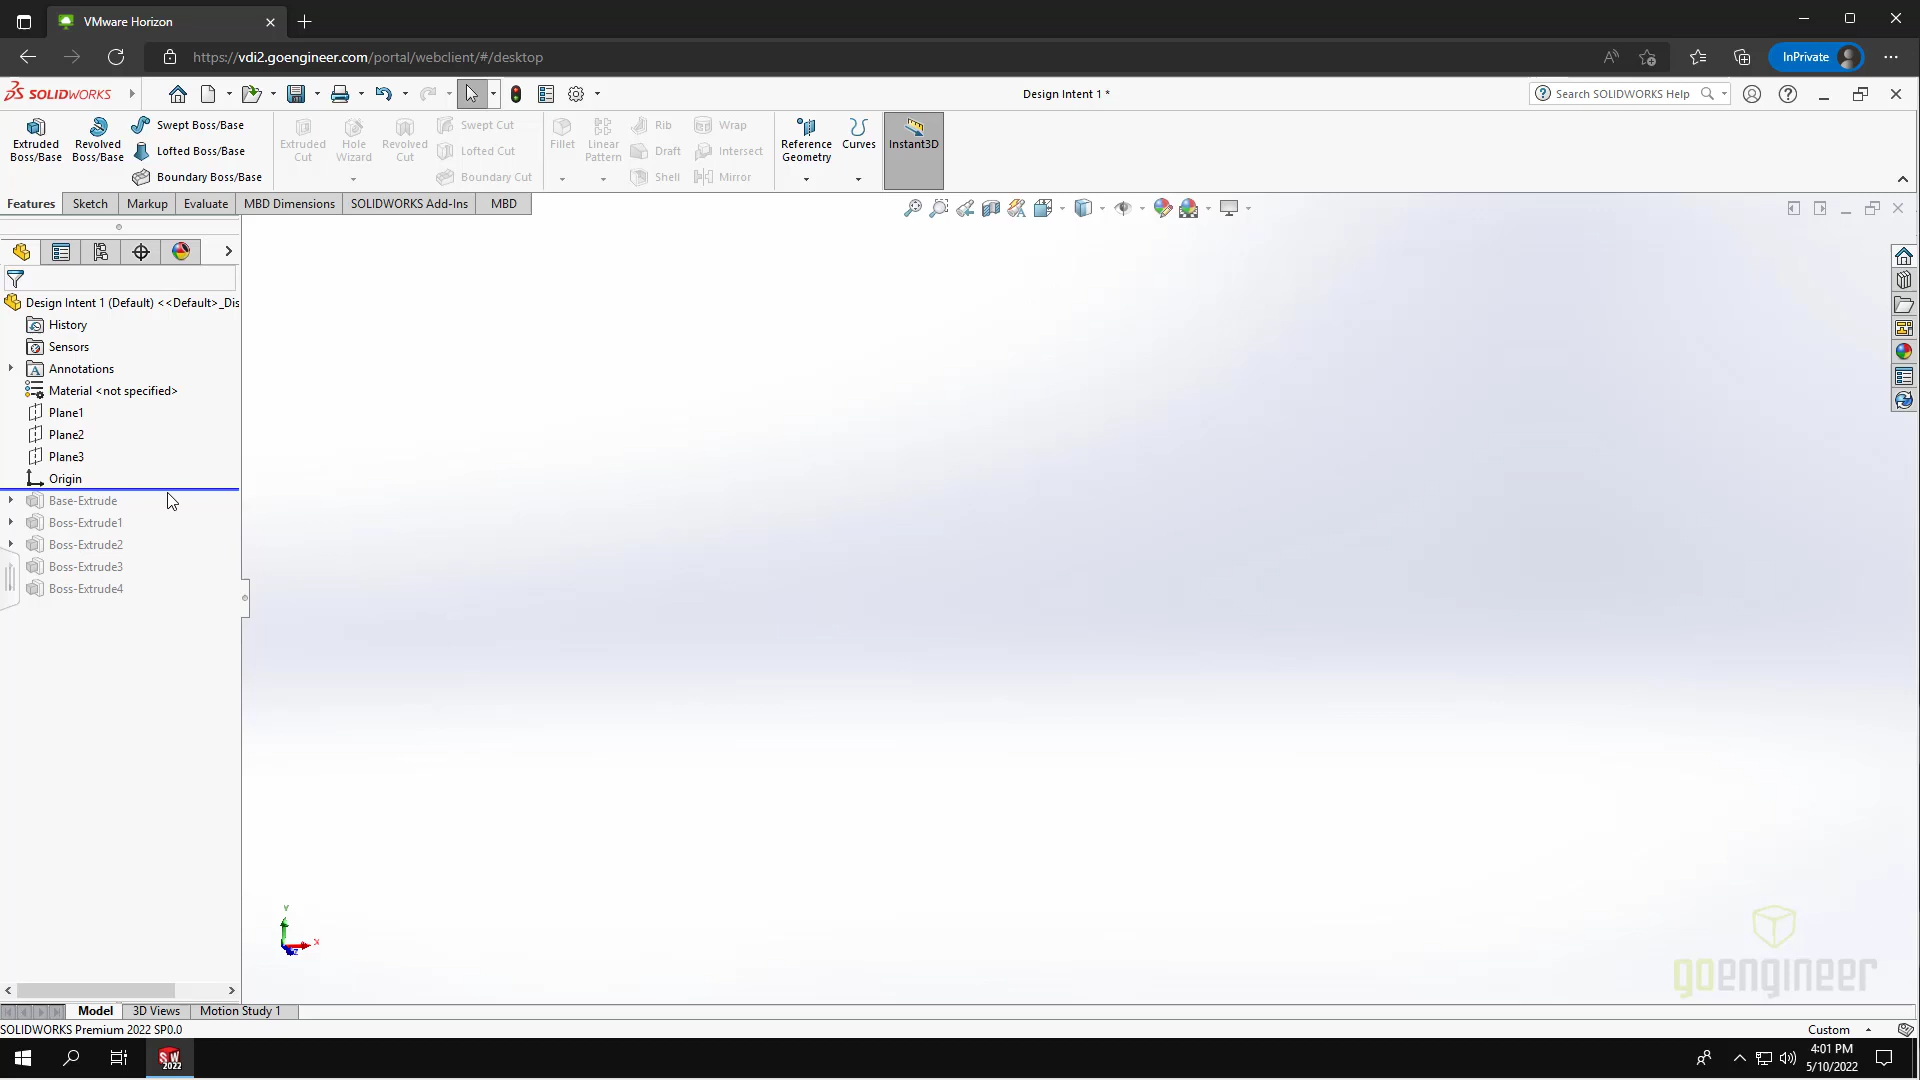 VMware Horizon
https://vdi2.goengineer.com/portal/webclient/#/desktop
InPrivate
SOLIDWORKS
Design Intent 1 *
Search SOLIDWORKS Help
Extruded Boss/Base
Revolved Boss/Base
Swept Boss/Base
Lofted Boss/Base
Boundary Boss/Base
Extruded Cut
Hole Wizard
Revolved Cut
Swept Cut
Lofted Cut
Boundary Cut
Fillet
Linear Pattern
Rib
Draft
Shell
Wrap
Intersect
Mirror
Reference Geometry
Curves
Instant3D
Features
Sketch
Markup
Evaluate
MBD Dimensions
SOLIDWORKS Add-Ins
MBD
Design Intent 1 (Default) <<Default>_Dis
History
Sensors
Annotations
Material <not specified>
Plane1
Plane2
Plane3
Origin
Base-Extrude
Boss-Extrude1
Boss-Extrude2
Boss-Extrude3
Boss-Extrude4
Y
X
Z
goengineer
Model
3D Views
Motion Study 1
SOLIDWORKS Premium 2022 SP0.0
Custom
SW
2022
4:01 PM
5/10/2022